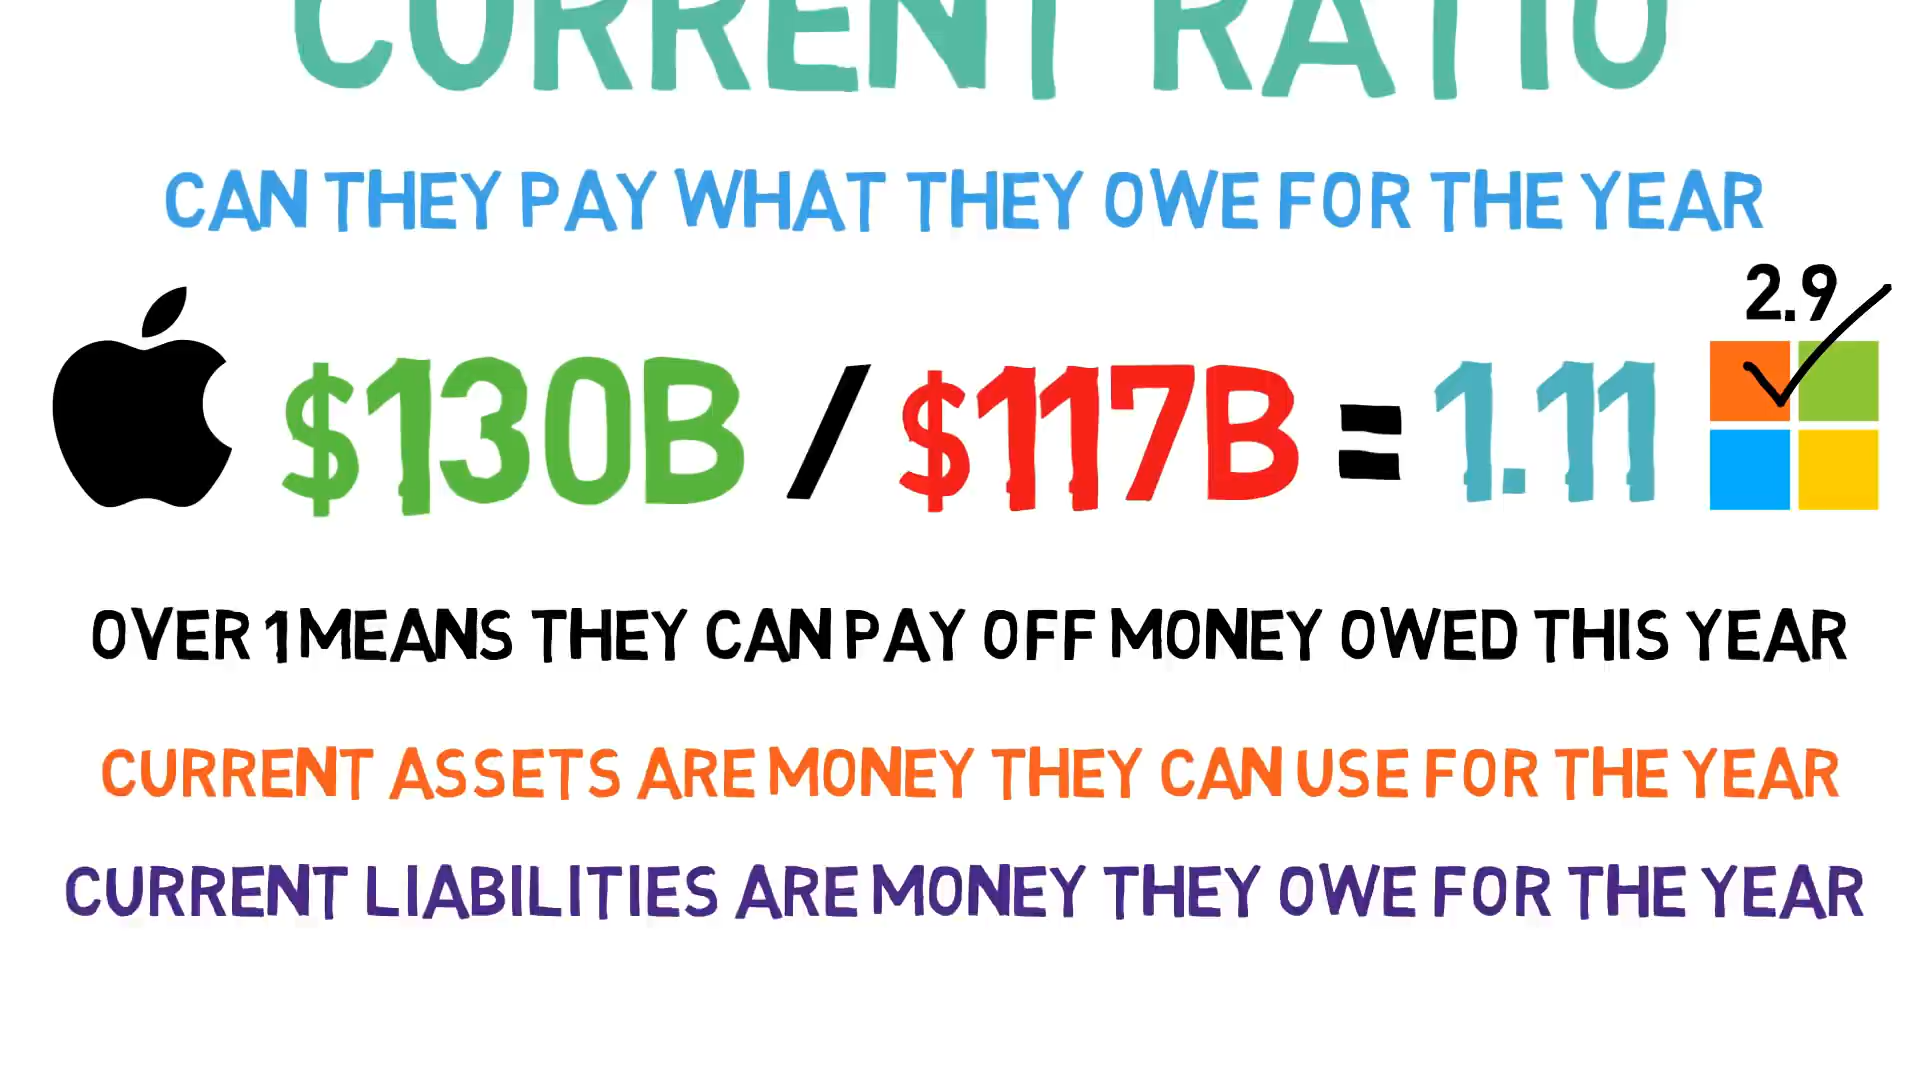 CURRENT RATIO
CAN THEY PAY WHAT THEY OWE FOR THE YEAR
2.9
$130B / $117B = 1.11
OVER 1 MEANS THEY CAN PAY OFF MONEY OWED THIS YEAR
CURRENT ASSETS ARE MONEY THEY CAN USE FOR THE YEAR
CURRENT LIABILITIES ARE MONEY THEY OWE FOR THE YEAR